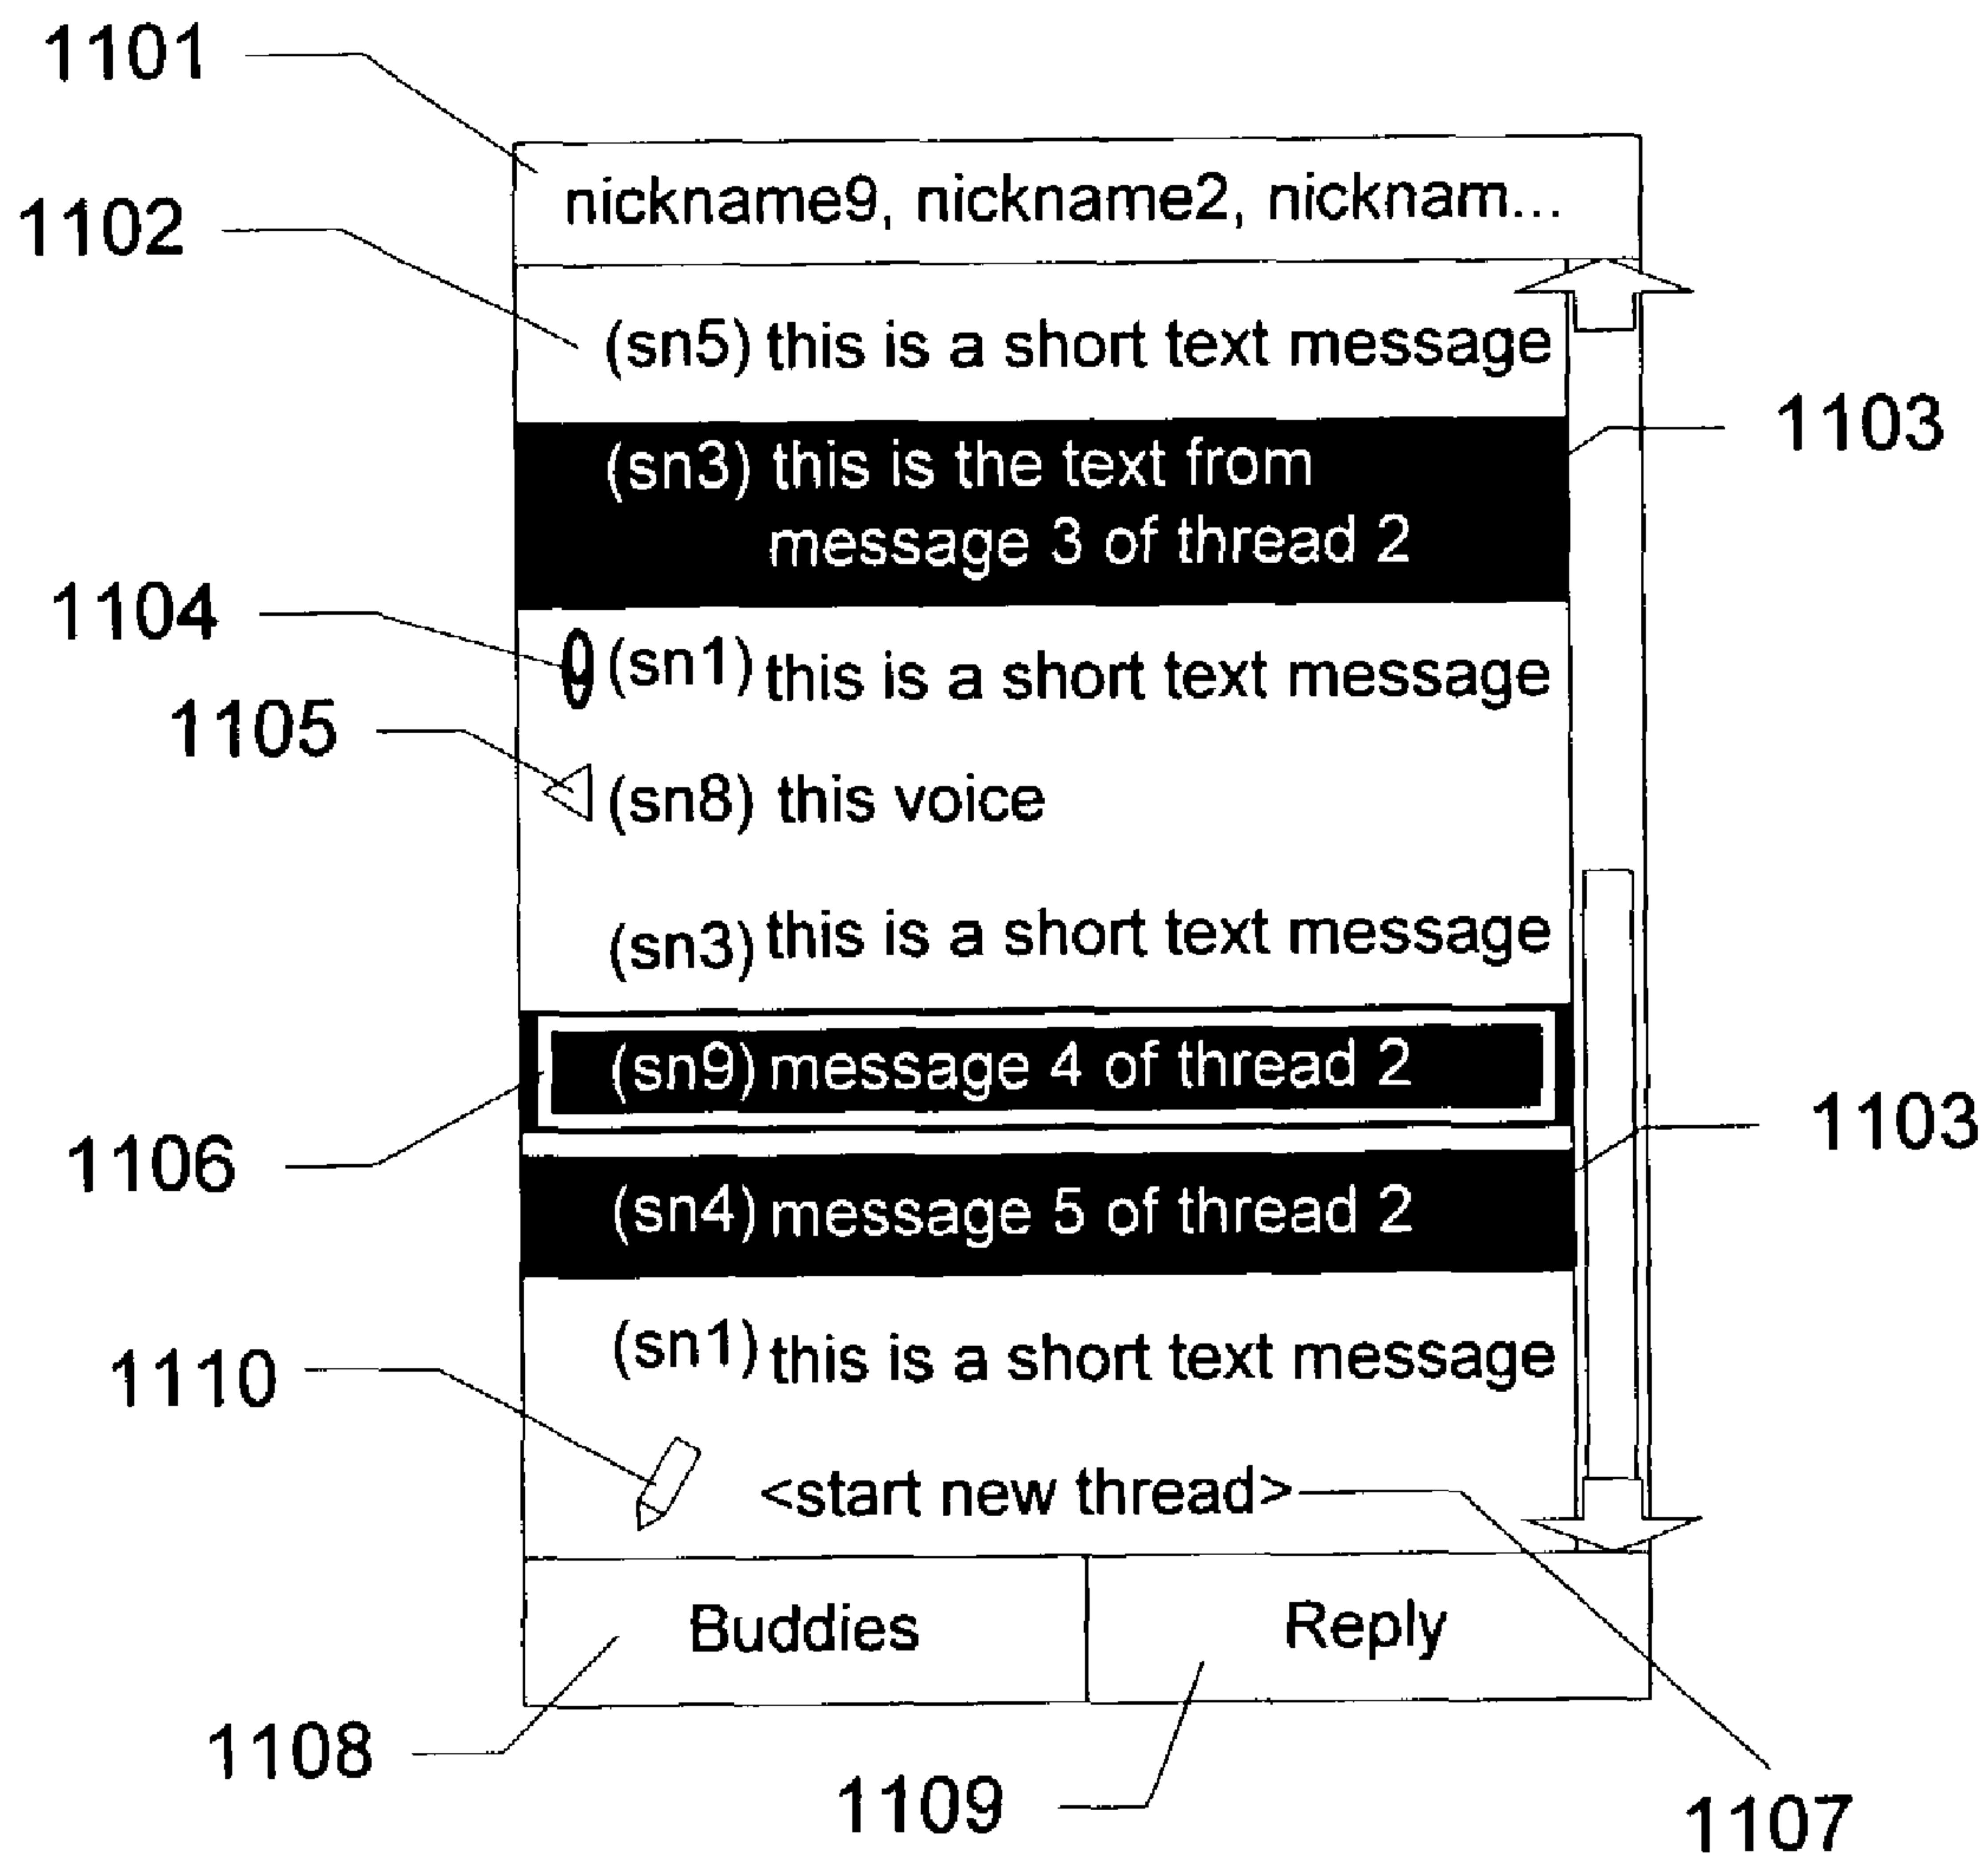 1101
nickname9, nickname2, nicknam...
1102
(sn5) this is a short text message
1103
(sn3) this is the text from
message 3 of thread 2
1104
(sn1) this is a short text message
1105
(sn8) this voice
(sn3) this is a short text message
(sn9) message 4 of thread 2
1103
1106
(sn4) message 5 of thread 2
(sn1) this is a short text message
1110
<start new thread>
Buddies
Reply
1108
1109
1107